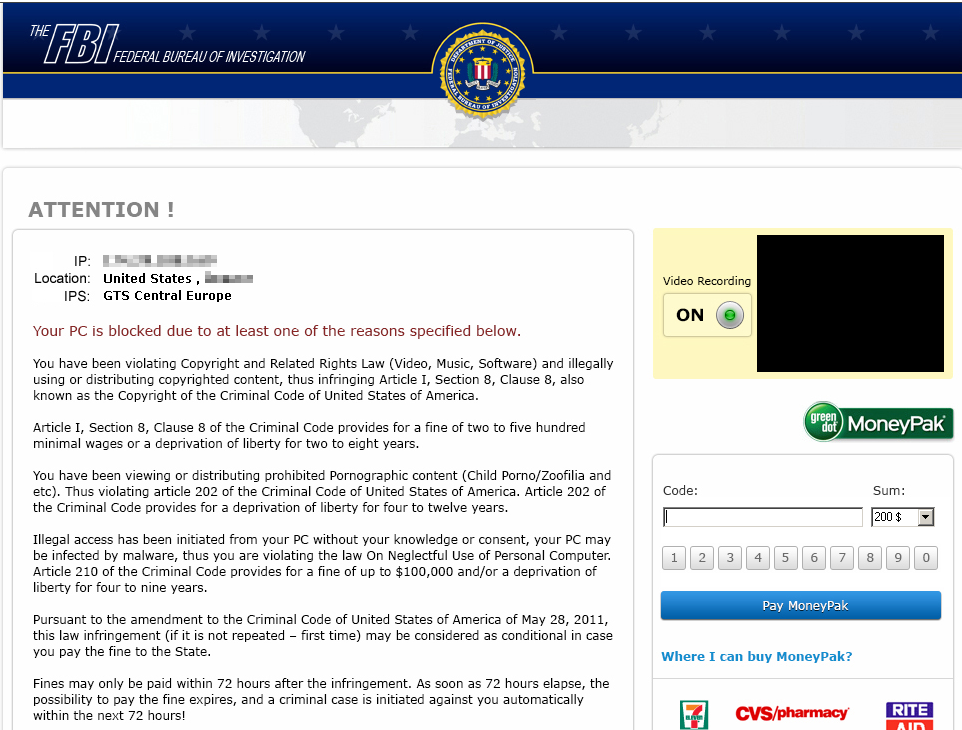 THE
FBI FEDERAL BUREAU OF INVESTIGATION
DEPARTMENT OF JUSTICE
FEDERAL BUREAU OF INVESTIGATION
ATTENTION !
IP:
Location: United States ,
IPS: GTS Central Europe
Your PC is blocked due to at least one of the reasons specified below.
You have been violating Copyright and Related Rights Law (Video, Music, Software) and illegally
using or distributing copyrighted content, thus infringing Article I, Section 8, Clause 8, also
known as the Copyright of the Criminal Code of United States of America.
Article I, Section 8, Clause 8 of the Criminal Code provides for a fine of two to five hundred
minimal wages or a deprivation of liberty for two to eight years.
You have been viewing or distributing prohibited Pornographic content (Child Porno/Zoofilia and
etc). Thus violating article 202 of the Criminal Code of United States of America. Article 202 of
the Criminal Code provides for a deprivation of liberty for four to twelve years.
Illegal access has been initiated from your PC without your knowledge or consent, your PC may
be infected by malware, thus you are violating the law On Neglectful Use of Personal Computer.
Article 210 of the Criminal Code provides for a fine of up to $100,000 and/or a deprivation of
liberty for four to nine years.
Pursuant to the amendment to the Criminal Code of United States of America of May 28, 2011,
this law infringement (if it is not repeated – first time) may be considered as conditional in case
you pay the fine to the State.
Fines may only be paid within 72 hours after the infringement. As soon as 72 hours elapse, the
possibility to pay the fine expires, and a criminal case is initiated against you automatically
within the next 72 hours!
Video Recording
ON
green dot MoneyPak
Code: Sum:
200 $
1 2 3 4 5 6 7 8 9 0
Pay MoneyPak
Where I can buy MoneyPak?
7 ELEVEN CVS/pharmacy RITE
AID